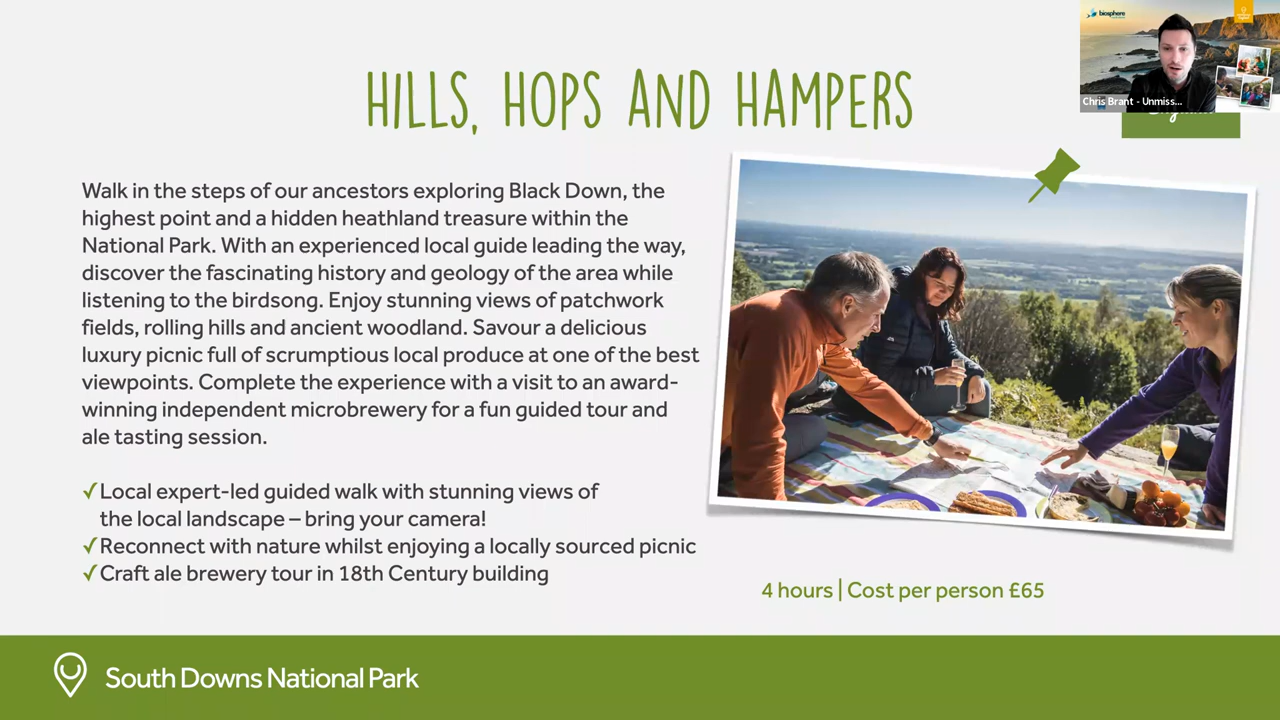 biosphere
Chris Brant - Unmiss...
HILLS, HOPS AND HAMPERS
Walk in the steps of our ancestors exploring Black Down, the
highest point and a hidden heathland treasure within the
National Park. With an experienced local guide leading the way,
discover the fascinating history and geology of the area while
listening to the birdsong. Enjoy stunning views of patchwork
fields, rolling hills and ancient woodland. Savour a delicious
luxury picnic full of scrumptious local produce at one of the best
viewpoints. Complete the experience with a visit to an award-
winning independent microbrewery for a fun guided tour and
ale tasting session.
✓Local expert-led guided walk with stunning views of
the local landscape – bring your camera!
✓Reconnect with nature whilst enjoying a locally sourced picnic
✓Craft ale brewery tour in 18th Century building
4 hours | Cost per person £65
South Downs National Park